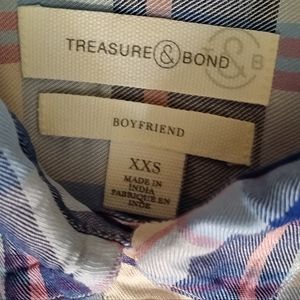 TREASURE & BOND
T & B
BOYFRIEND
XXS
MADE IN
INDIA
FABRIQUÉ EN
INDE